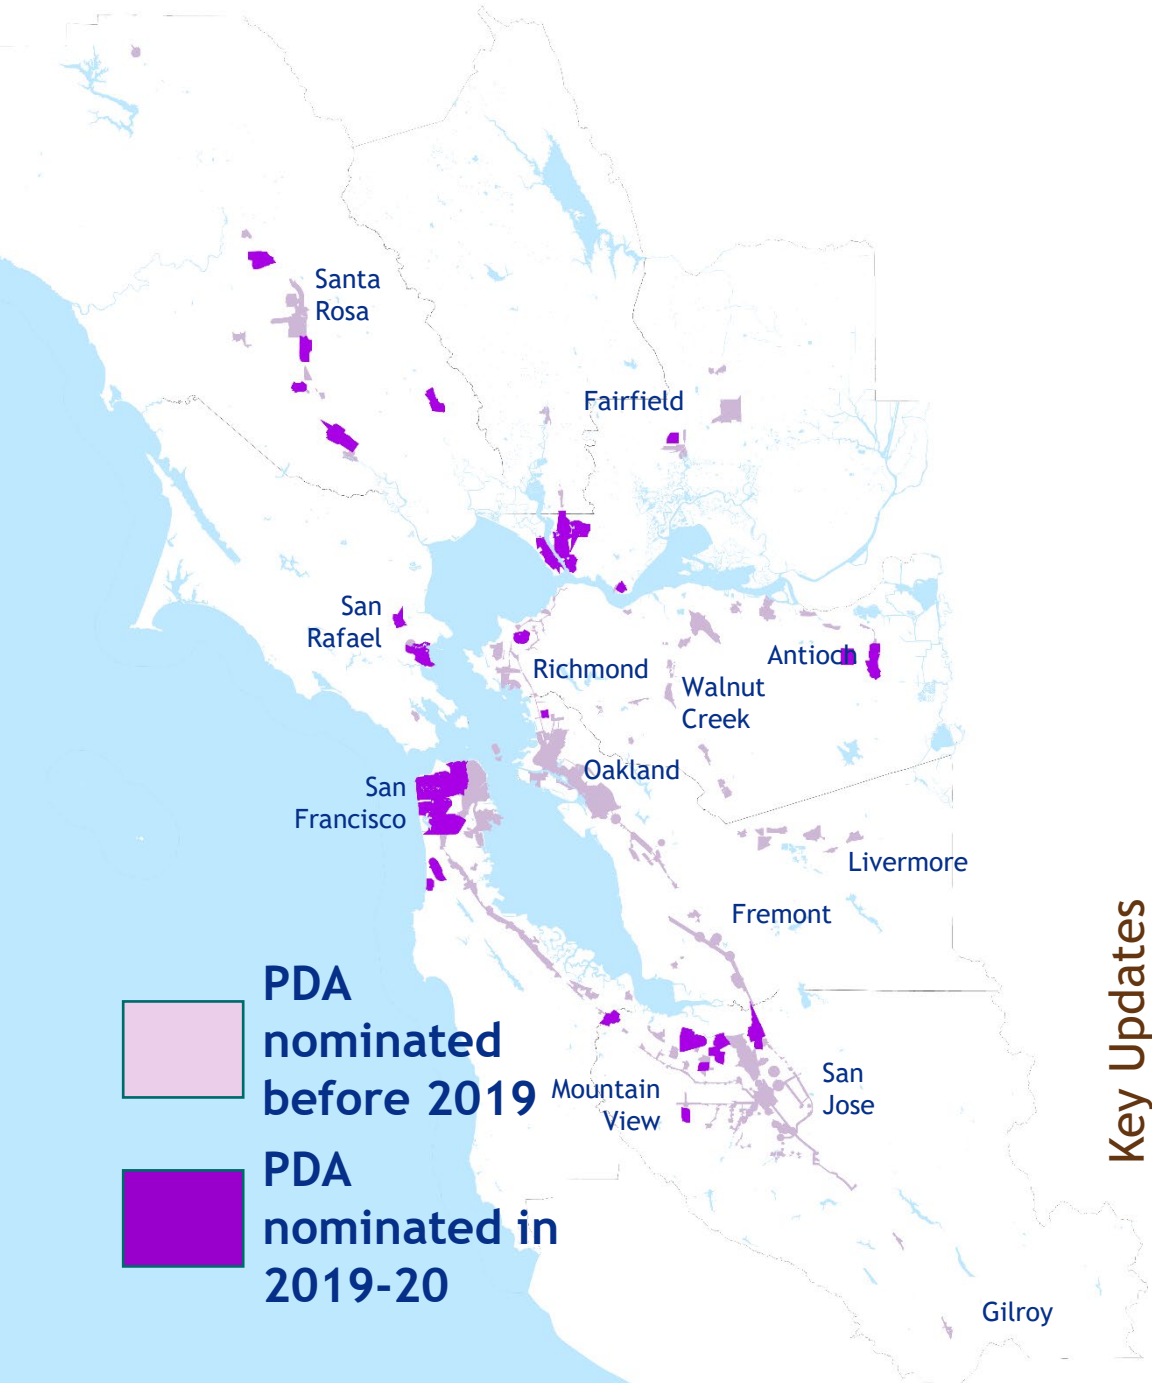 Santa
Rosa
Fairfield
San
Rafael
Richmond
Antioch
Walnut
Creek
Oakland
San
Francisco
Livermore
Fremont
PDA
nominated
before 2019
Mountain
View
San
Jose
PDA
nominated in
2019-20
Gilroy
Key Updates